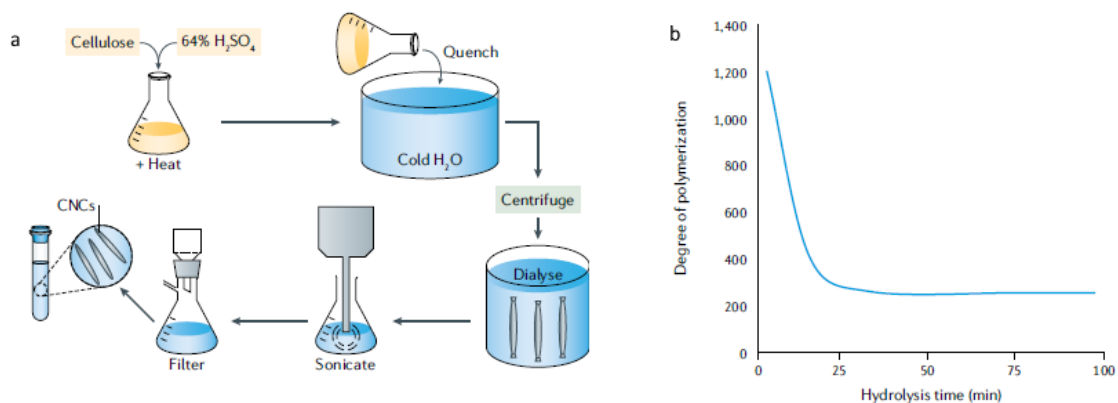 a
Cellulose
64% H₂SO₄
+ Heat
Quench
Cold H₂O
Centrifuge
Dialyse
Sonicate
Filter
CNCs
b
Degree of polymerization
1,400
1,200
1,000
800
600
400
200
0
0 25 50 75 100
Hydrolysis time (min)